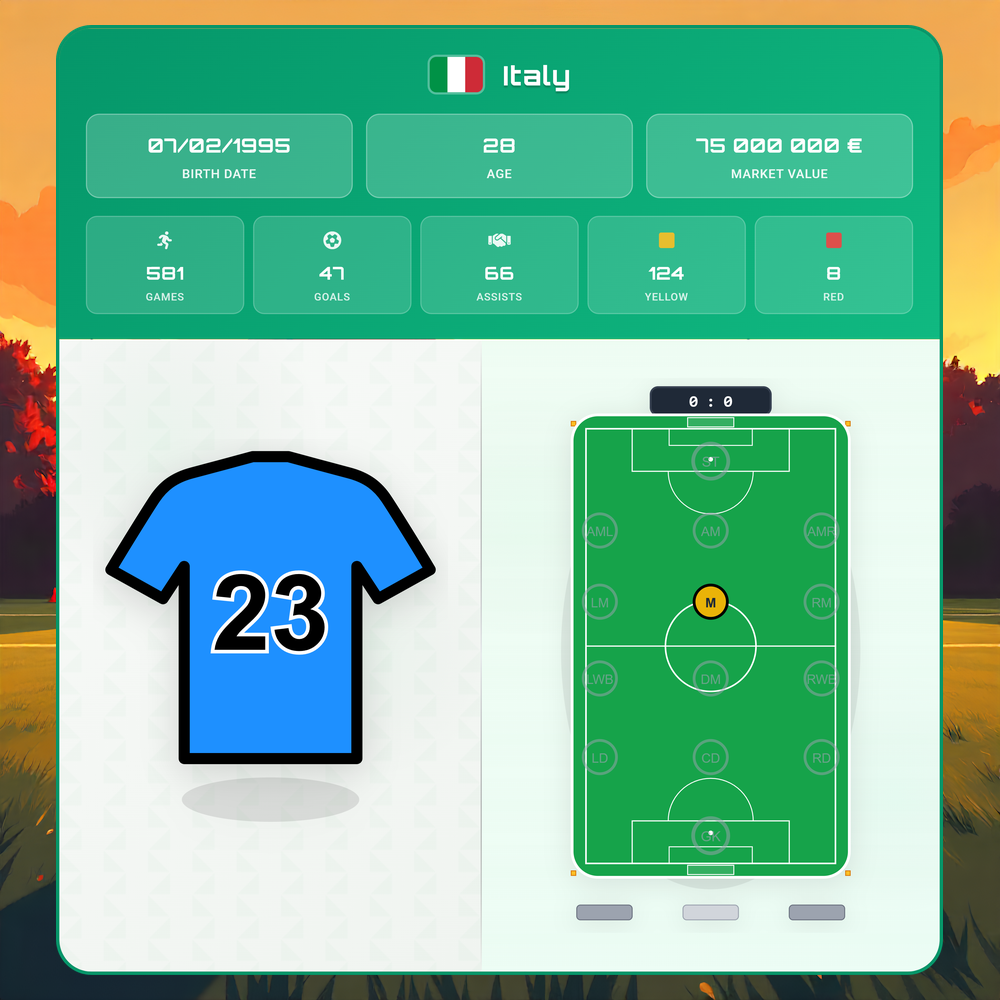 Italy
07/02/1995
BIRTH DATE
28
AGE
75 000 000 €
MARKET VALUE
581
GAMES
47
GOALS
66
ASSISTS
124
YELLOW
8
RED
23
0 : 0
ST
AML
AM
AMR
LM
M
RM
LWB
DM
RWB
LD
CD
RD
GK